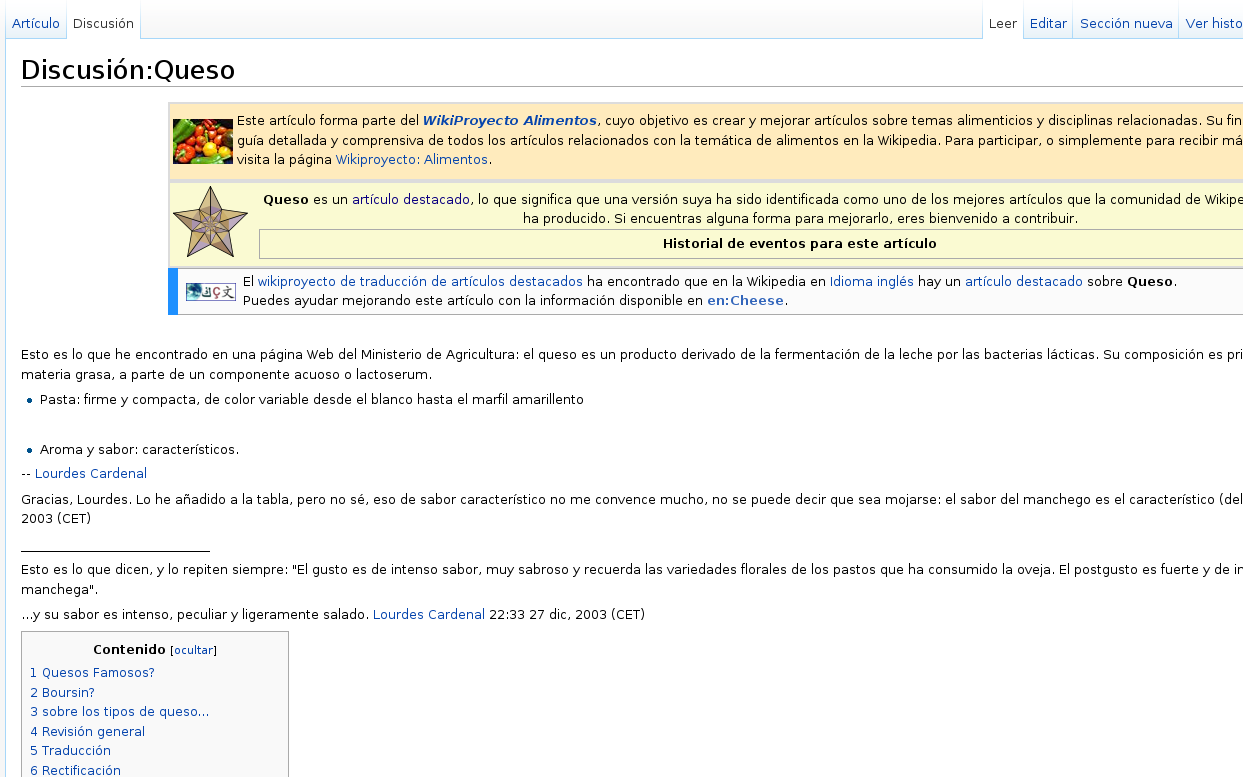 Artículo Discusión Leer Editar Sección nueva Ver histo
Discusión:Queso
Este artículo forma parte del WikiProyecto Alimentos, cuyo objetivo es crear y mejorar artículos sobre temas alimenticios y disciplinas relacionadas. Su fin
guía detallada y comprensiva de todos los artículos relacionados con la temática de alimentos en la Wikipedia. Para participar, o simplemente para recibir má
visita la página Wikiproyecto: Alimentos.
Queso es un artículo destacado, lo que significa que una versión suya ha sido identificada como uno de los mejores artículos que la comunidad de Wikipe
ha producido. Si encuentras alguna forma para mejorarlo, eres bienvenido a contribuir.
Historial de eventos para este artículo
El wikiproyecto de traducción de artículos destacados ha encontrado que en la Wikipedia en Idioma inglés hay un artículo destacado sobre Queso.
Puedes ayudar mejorando este artículo con la información disponible en en:Cheese.
Esto es lo que he encontrado en una página Web del Ministerio de Agricultura: el queso es un producto derivado de la fermentación de la leche por las bacterias lácticas. Su composición es pri
materia grasa, a parte de un componente acuoso o lactoserum.
• Pasta: firme y compacta, de color variable desde el blanco hasta el marfil amarillento
• Aroma y sabor: característicos.
-- Lourdes Cardenal
Gracias, Lourdes. Lo he añadido a la tabla, pero no sé, eso de sabor característico no me convence mucho, no se puede decir que sea mojarse: el sabor del manchego es el característico (del
2003 (CET)
Esto es lo que dicen, y lo repiten siempre: "El gusto es de intenso sabor, muy sabroso y recuerda las variedades florales de los pastos que ha consumido la oveja. El postgusto es fuerte y de in
manchega".
...y su sabor es intenso, peculiar y ligeramente salado. Lourdes Cardenal 22:33 27 dic, 2003 (CET)
Contenido [ocultar]
1 Quesos Famosos?
2 Boursin?
3 sobre los tipos de queso...
4 Revisión general
5 Traducción
6 Rectificación